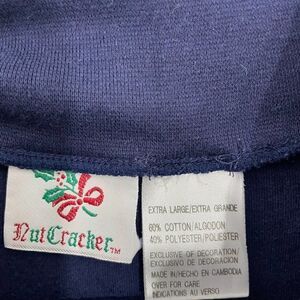 NutCracker™
EXTRA LARGE/EXTRA GRANDE
60% COTTON/ALGODON
40% POLYESTER/POLIESTER
EXCLUSIVE OF DECORATION/
EXCLUSIVO DE DECORACION
MADE IN/HECHO EN CAMBODIA
OVER FOR CARE
INDICATIONS AU VERSO